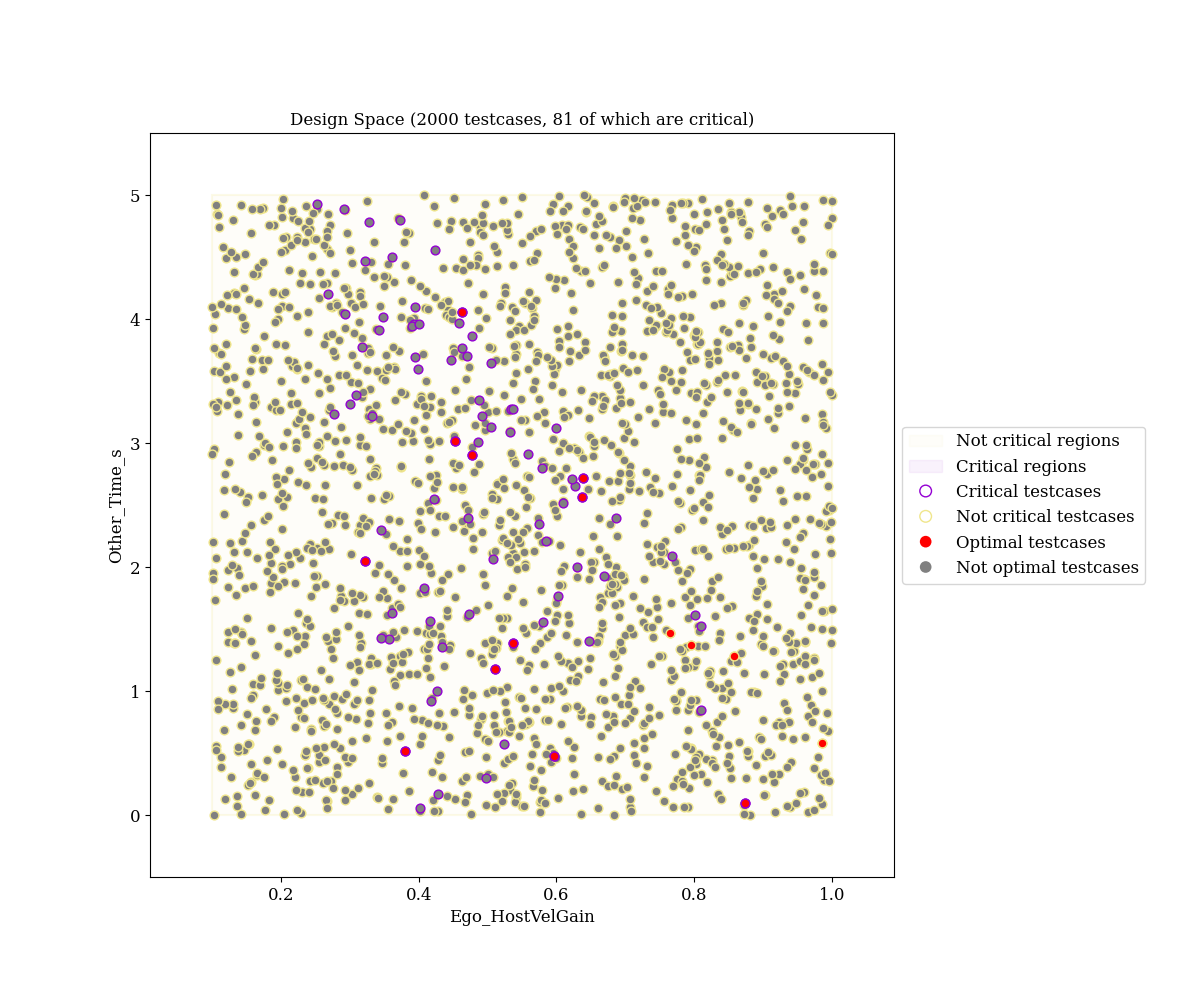 Design Space (2000 testcases, 81 of which are critical)
5
4
3
2
1
0
Other_Time_s
0.2
0.4
0.6
0.8
1.0
Ego_HostVelGain
Not critical regions
Critical regions
Critical testcases
Not critical testcases
Optimal testcases
Not optimal testcases